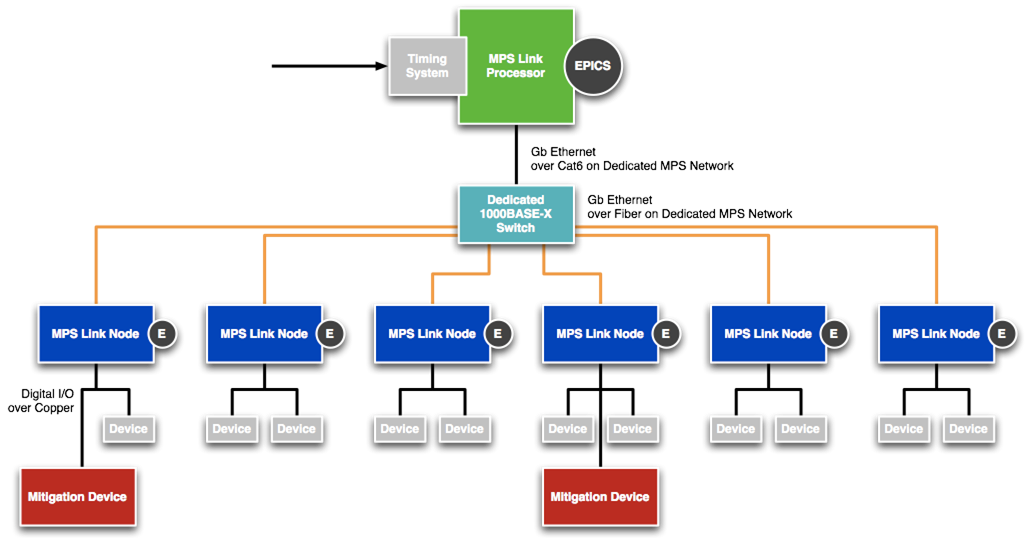 Timing
System
MPS Link
Processor
EPICS
Gb Ethernet
over Cat6 on Dedicated MPS Network
Dedicated
1000BASE-X
Switch
Gb Ethernet
over Fiber on Dedicated MPS Network
MPS Link Node
E
MPS Link Node
E
MPS Link Node
E
MPS Link Node
E
MPS Link Node
E
MPS Link Node
E
Digital I/O
over Copper
Device
Device
Device
Device
Device
Device
Device
Device
Device
Device
Device
Mitigation Device
Mitigation Device